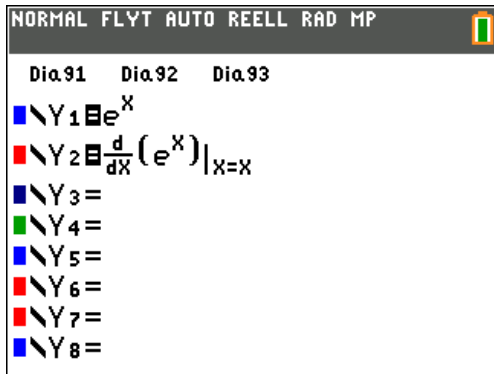 NORMAL FLYT AUTO REELL RAD MP
Dia91 Dia92 Dia93
\Y1=e^X
\Y2=d/dX(e^X)|X=X
\Y3=
\Y4=
\Y5=
\Y6=
\Y7=
\Y8=